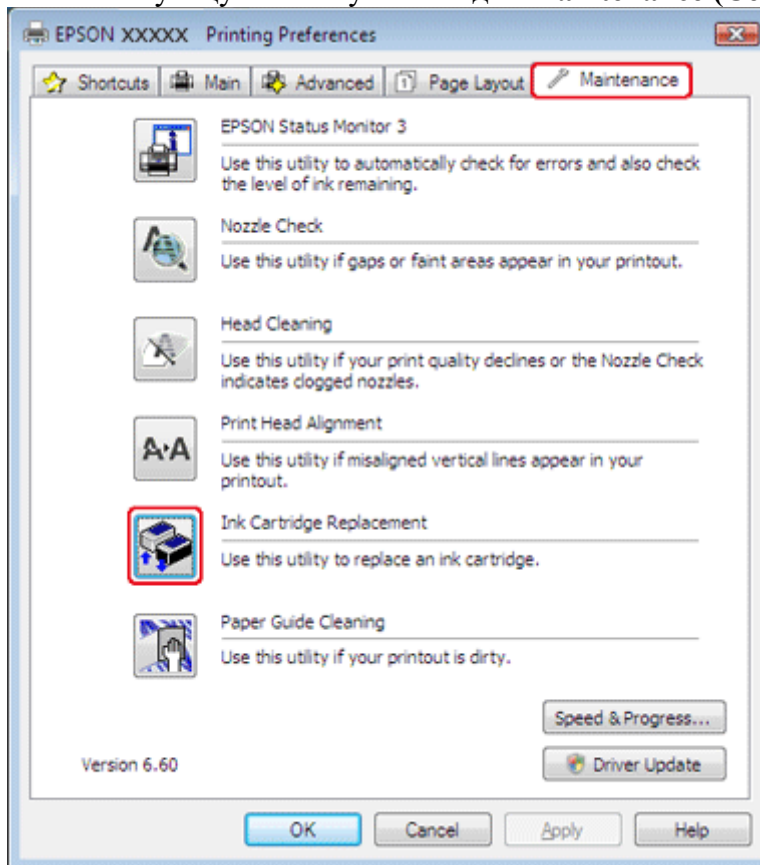 EPSON XXXXX Printing Preferences
Shortcuts Main Advanced Page Layout Maintenance
EPSON Status Monitor 3
Use this utility to automatically check for errors and also check
the level of ink remaining.
Nozzle Check
Use this utility if gaps or faint areas appear in your printout.
Head Cleaning
Use this utility if your print quality declines or the Nozzle Check
indicates clogged nozzles.
Print Head Alignment
A·A
Use this utility if misaligned vertical lines appear in your
printout.
Ink Cartridge Replacement
Use this utility to replace an ink cartridge.
Paper Guide Cleaning
Use this utility if your printout is dirty.
Speed & Progress...
Version 6.60
Driver Update
OK Cancel Apply Help